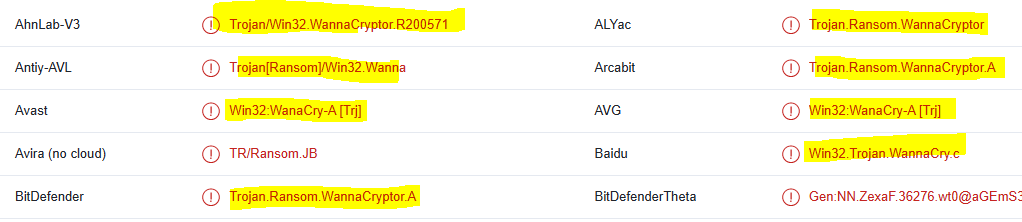 AhnLab-V3 Trojan/Win32.WannaCryptor.R200571 ALYac Trojan.Ransom.WannaCryptor
Antiy-AVL Trojan[Ransom]/Win32.Wanna Arcabit Trojan.Ransom.WannaCryptor.A
Avast Win32:WanaCry-A [Trj] AVG Win32:WanaCry-A [Trj]
Avira (no cloud) TR/Ransom.JB Baidu Win32.Trojan.WannaCry.c
BitDefender Trojan.Ransom.WannaCryptor.A BitDefenderTheta Gen:NN.ZexaF.36276.wt0@aGEmS3